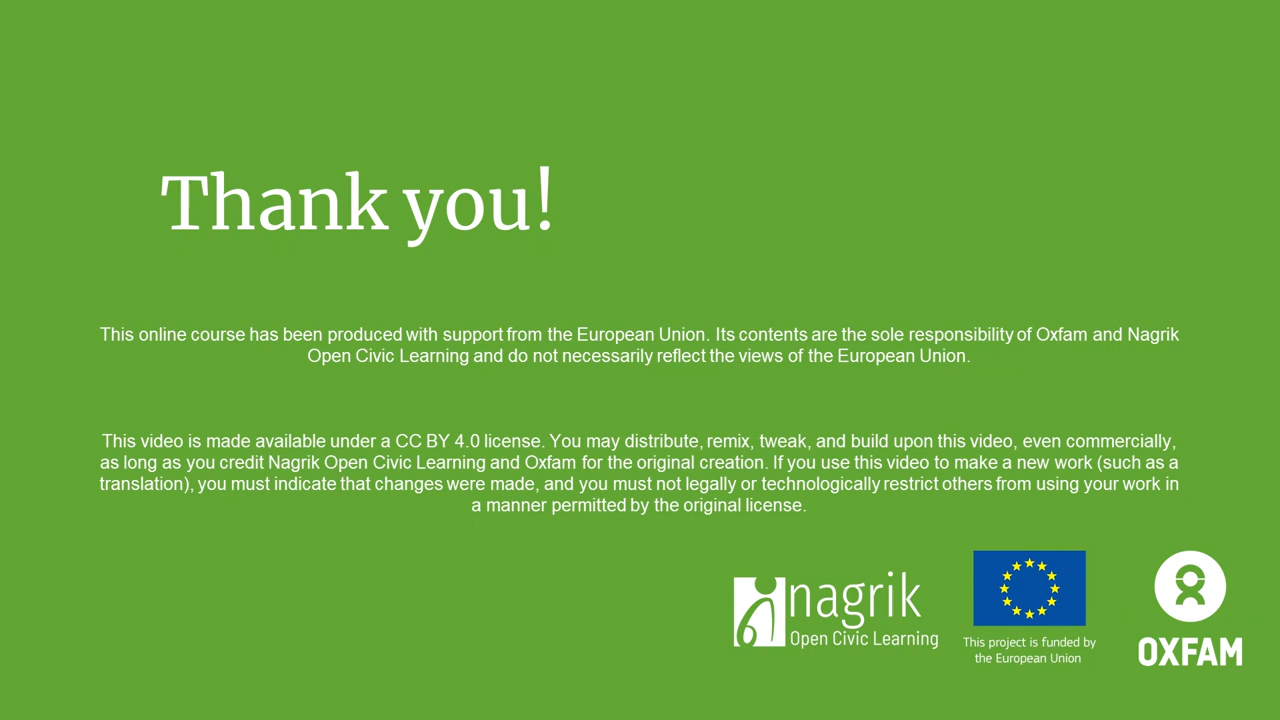 Thank you!
This online course has been produced with support from the European Union. Its contents are the sole responsibility of Oxfam and Nagrik
Open Civic Learning and do not necessarily reflect the views of the European Union.
This video is made available under a CC BY 4.0 license. You may distribute, remix, tweak, and build upon this video, even commercially,
as long as you credit Nagrik Open Civic Learning and Oxfam for the original creation. If you use this video to make a new work (such as a
translation), you must indicate that changes were made, and you must not legally or technologically restrict others from using your work in
a manner permitted by the original license.
nagrik
Open Civic Learning
This project is funded by
the European Union
OXFAM